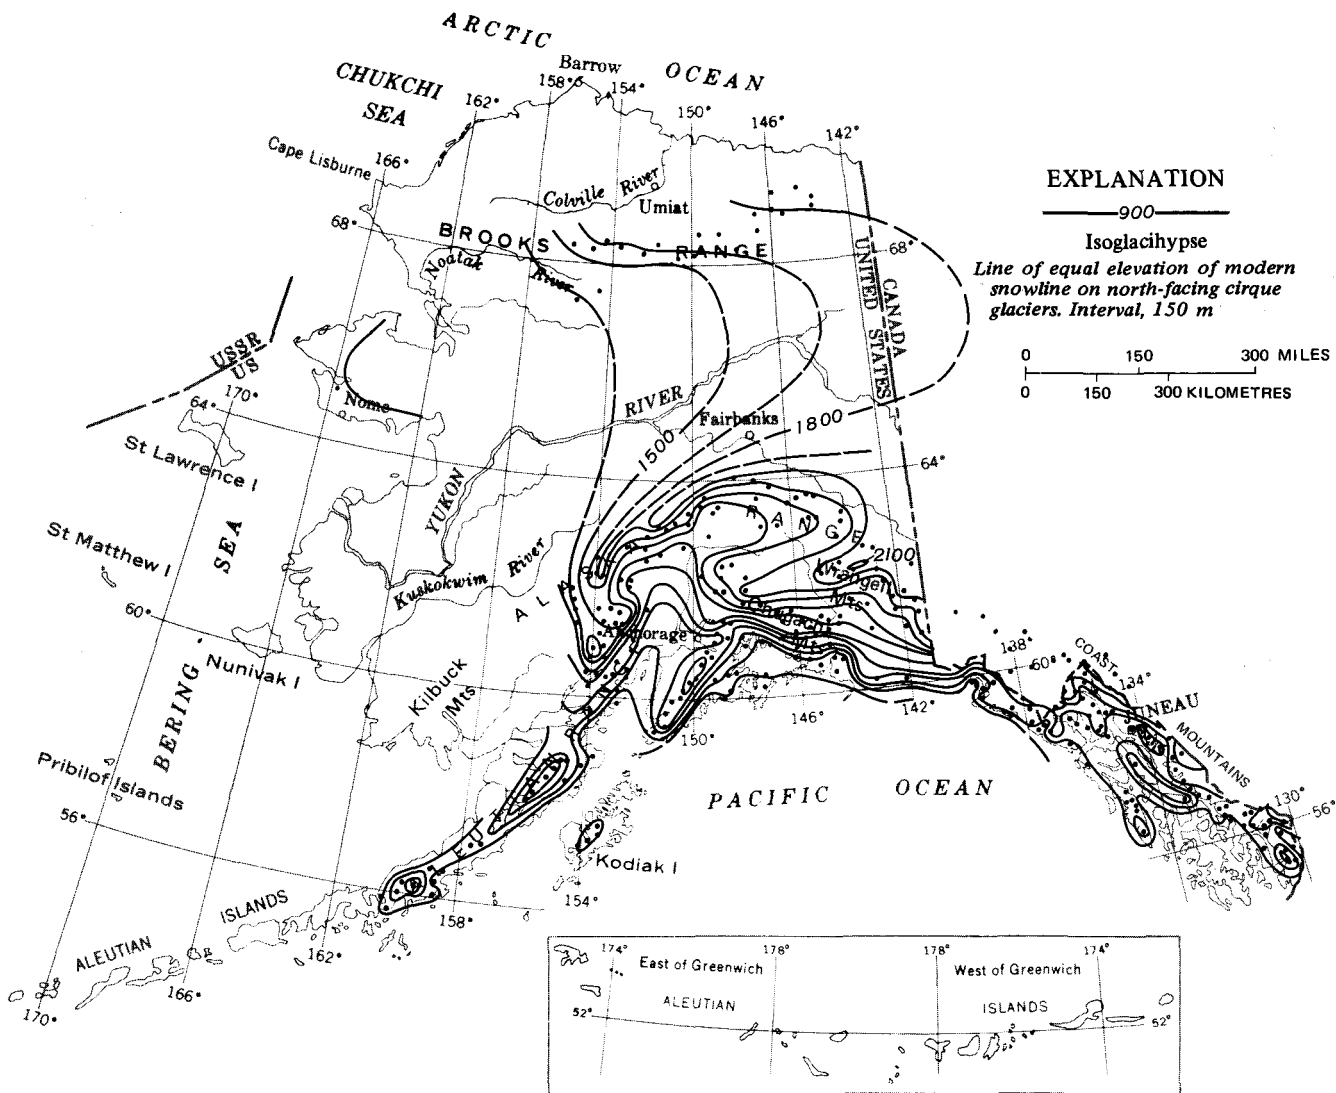 ARCTIC OCEAN
Barrow
CHUKCHI
SEA
158°
154°
162°
150°
146°
142°
166°
Cape Lisburne
Colville River
Umiat
68°
BROOKS RANGE
68°
Noatak River
UNITED STATES
CANADA
EXPLANATION
900
Isoglacihypse
Line of equal elevation of modern
snowline on north-facing cirque
glaciers. Interval, 150 m
0 150 300 MILES
0 150 300 KILOMETRES
USSR
US
170°
64°
Nome
YUKON RIVER
Fairbanks
1500
1800
64°
St Lawrence I
St Matthew I
BERING SEA
Kuskokwim River
ALASKA RANGE
2100
Wrangell
Mts
Chugach
Mts
Anchorage
60°
Nunivak I
Kilbuck
Mts
138°
60°
COAST
MOUNTAINS
134°
JUNEAU
146°
142°
150°
Pribilof Islands
PACIFIC OCEAN
130°
56°
56°
Kodiak I
154°
158°
162°
166°
170°
ALEUTIAN ISLANDS
174°
178°
178°
174°
East of Greenwich
West of Greenwich
ALEUTIAN ISLANDS
52°
52°